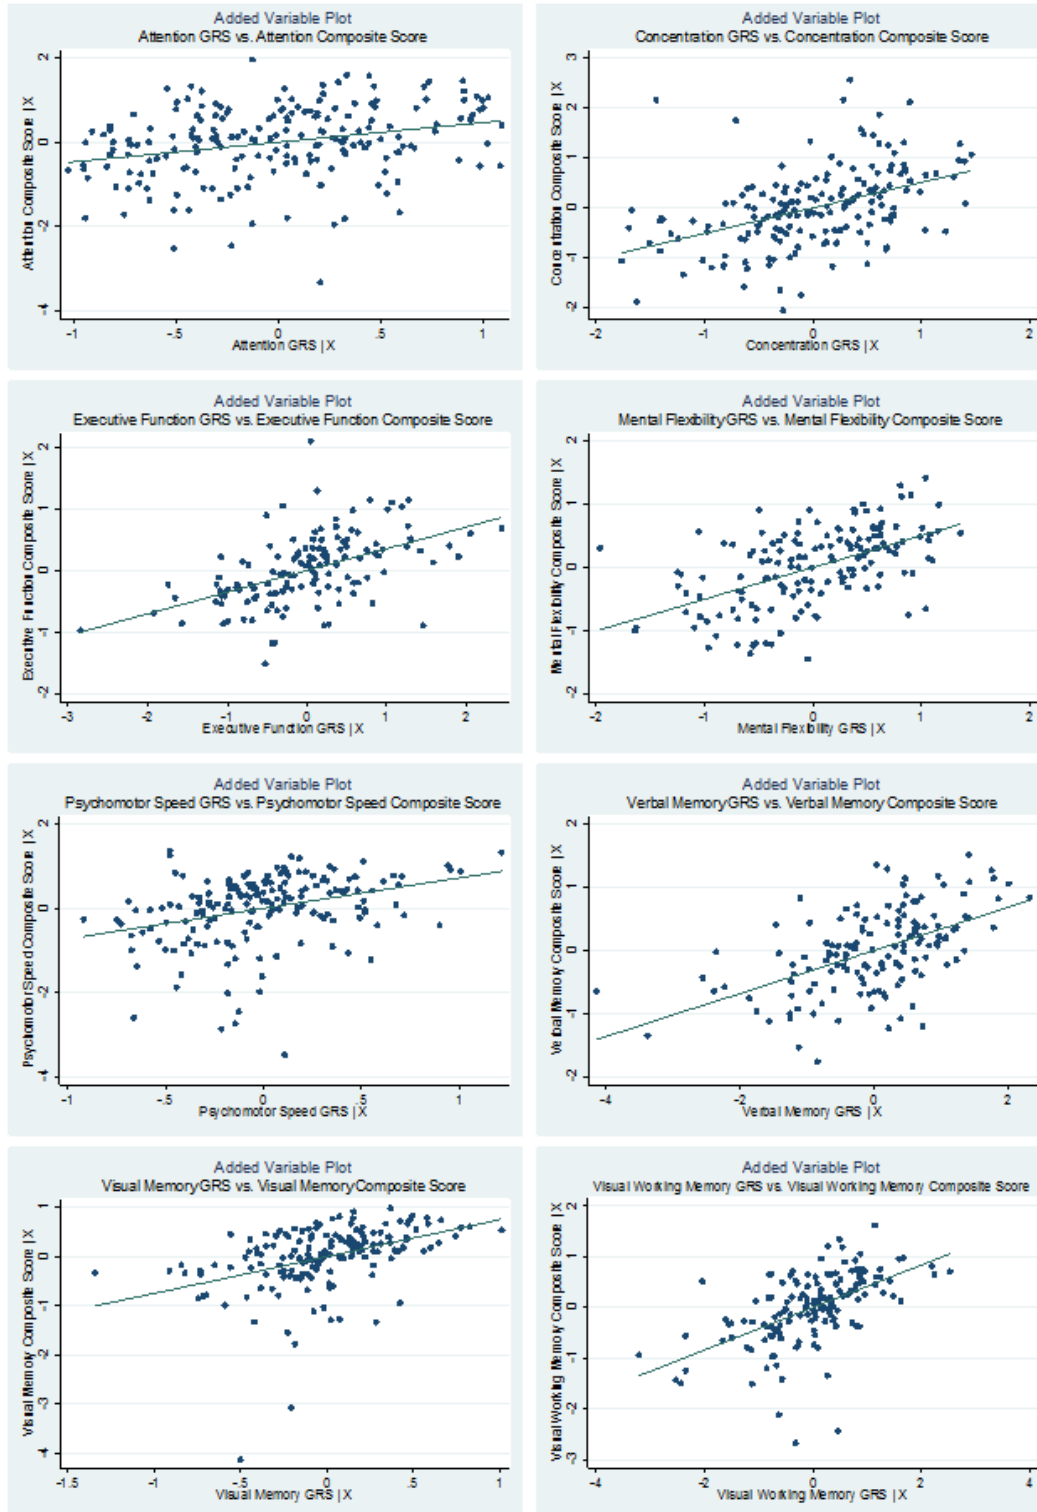 Added Variable Plot
Attention GRS vs. Attention Composite Score
Attention Composite Score | X
2
0
-2
-4
-1
-.5
0
.5
1
Attention GRS | X
Added Variable Plot
Concentration GRS vs. Concentration Composite Score
Concentration Composite Score | X
3
2
1
0
-1
-2
-2
-1
0
1
2
Concentration GRS | X
Added Variable Plot
Executive Function GRS vs. Executive Function Composite Score
Executive Function Composite Score | X
2
1
0
-1
-2
-3
-2
-1
0
1
2
Executive Function GRS | X
Added Variable Plot
Mental Flexibility GRS vs. Mental Flexibility Composite Score
Mental Flexibility Composite Score | X
2
1
0
-1
-2
-2
-1
0
1
2
Mental Flexibility GRS | X
Added Variable Plot
Psychomotor Speed GRS vs. Psychomotor Speed Composite Score
Psychomotor Speed Composite Score | X
2
0
-2
-4
-1
-.5
0
.5
1
Psychomotor Speed GRS | X
Added Variable Plot
Verbal Memory GRS vs. Verbal Memory Composite Score
Verbal Memory Composite Score | X
2
1
0
-1
-2
-4
-2
0
2
Verbal Memory GRS | X
Added Variable Plot
Visual Memory GRS vs. Visual Memory Composite Score
Visual Memory Composite Score | X
1
0
-1
-2
-3
-4
-1.5
-1
-.5
0
.5
1
Visual Memory GRS | X
Added Variable Plot
Visual Working Memory GRS vs. Visual Working Memory Composite Score
Visual Working Memory Composite Score | X
2
1
0
-1
-2
-3
-4
-2
0
2
4
Visual Working Memory GRS | X